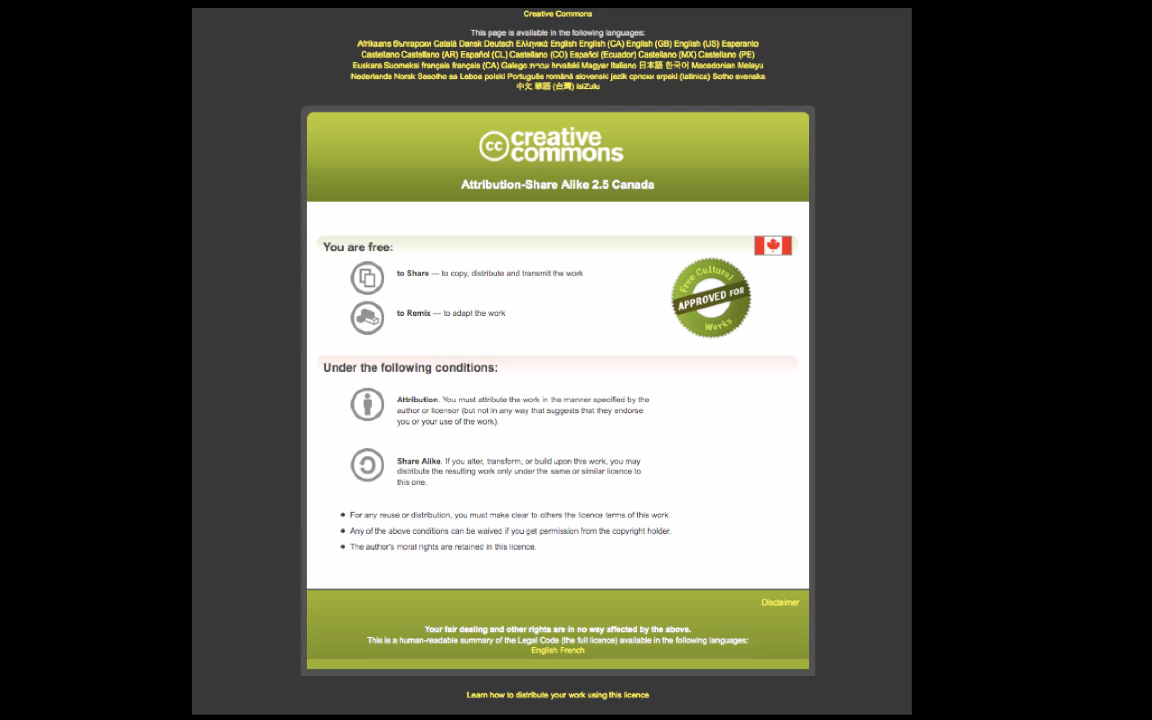 Creative Commons
This page is available in the following languages:
Afrikaans български Català Dansk Deutsch Ελληνικά English English (CA) English (GB) English (US) Esperanto
Castellano Castellano (AR) Español (CL) Castellano (CO) Español (Ecuador) Castellano (MX) Castellano (PE)
Euskara Suomeksi français français (CA) Galego עברית hrvatski Magyar Italiano 日本語 한국어 Macedonian Melayu
Nederlands Norsk Sesotho sa Leboa polski Português română slovenski jezik српски srpski (latinica) Sotho svenska
中文 華語 (台灣) isiZulu
cc creative
commons
Attribution-Share Alike 2.5 Canada
You are free:
to Share — to copy, distribute and transmit the work
to Remix — to adapt the work
Free Cultural
APPROVED FOR
Works
Under the following conditions:
Attribution. You must attribute the work in the manner specified by the
author or licensor (but not in any way that suggests that they endorse
you or your use of the work).
Share Alike. If you alter, transform, or build upon this work, you may
distribute the resulting work only under the same or similar licence to
this one.
For any reuse or distribution, you must make clear to others the licence terms of this work.
Any of the above conditions can be waived if you get permission from the copyright holder.
The author's moral rights are retained in this licence.
Disclaimer
Your fair dealing and other rights are in no way affected by the above.
This is a human-readable summary of the Legal Code (the full licence) available in the following languages:
English French
Learn how to distribute your work using this licence